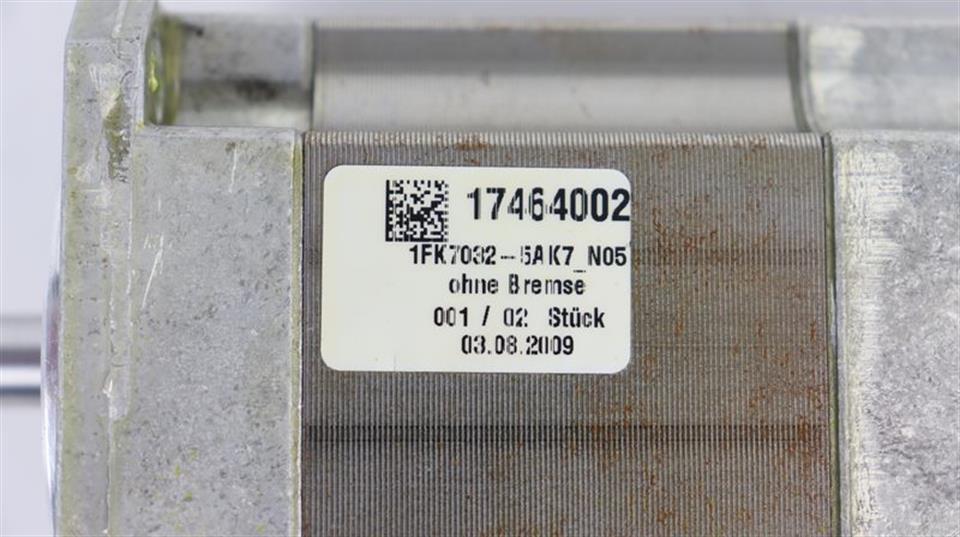 17464002
1FK7032-5AK7_N05
ohne Bremse
001 / 02 Stück
03.08.2009